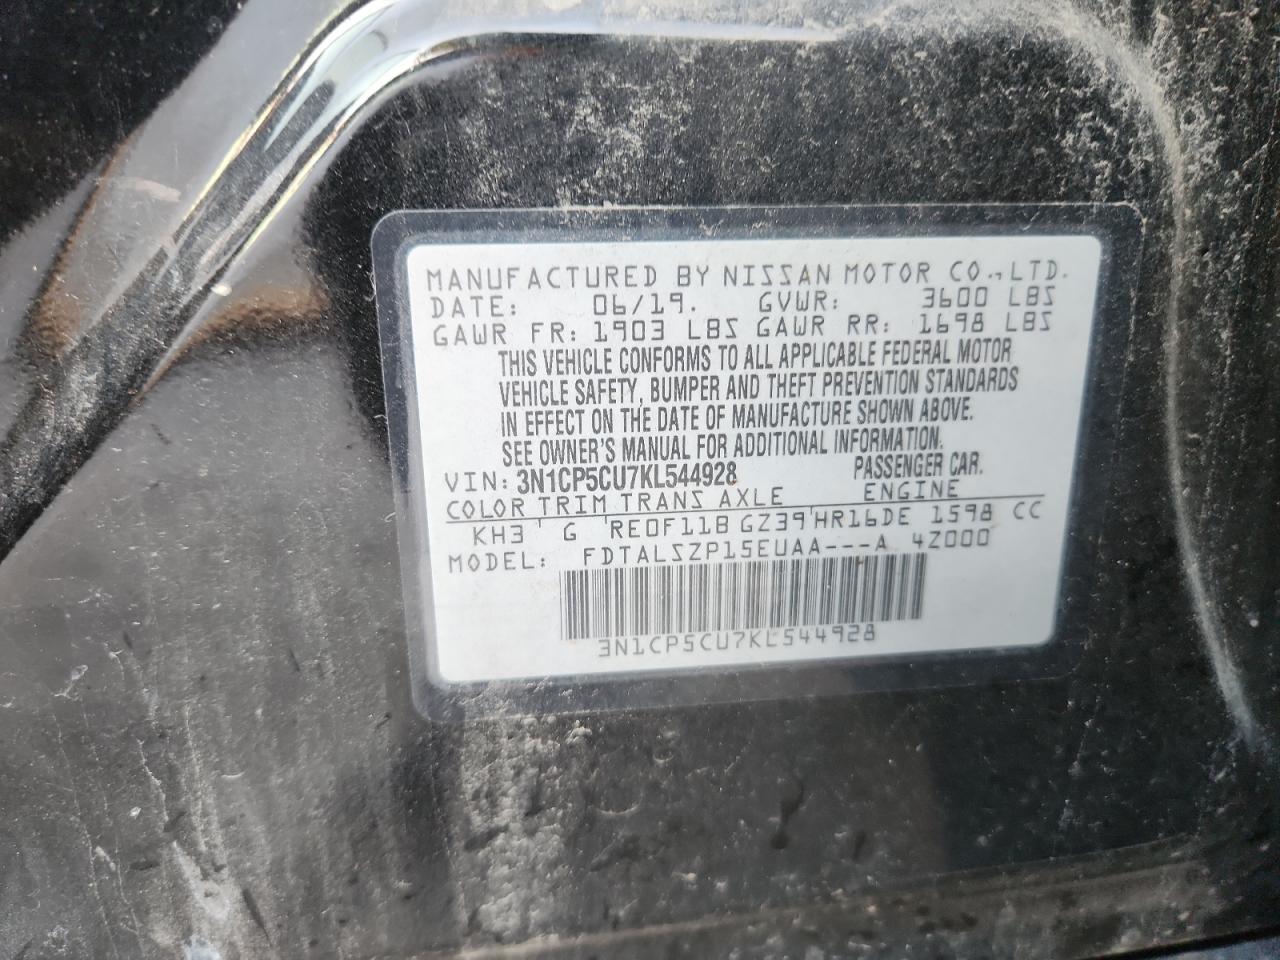 MANUFACTURED BY NISSAN MOTOR CO.,LTD.
DATE: 06/19. GVWR: 3600 LBS
GAWR FR: 1903 LBS GAWR RR: 1698 LBS
THIS VEHICLE CONFORMS TO ALL APPLICABLE FEDERAL MOTOR
VEHICLE SAFETY, BUMPER AND THEFT PREVENTION STANDARDS
IN EFFECT ON THE DATE OF MANUFACTURE SHOWN ABOVE.
SEE OWNER'S MANUAL FOR ADDITIONAL INFORMATION.
VIN: 3N1CP5CU7KL544928 PASSENGER CAR.
COLOR TRIM TRANS AXLE ENGINE
KH3 G RE0F11B GZ39 HR16DE 1598 CC
MODEL: FDTALSZP15EUAA---A 4Z000
3N1CP5CU7KL544928